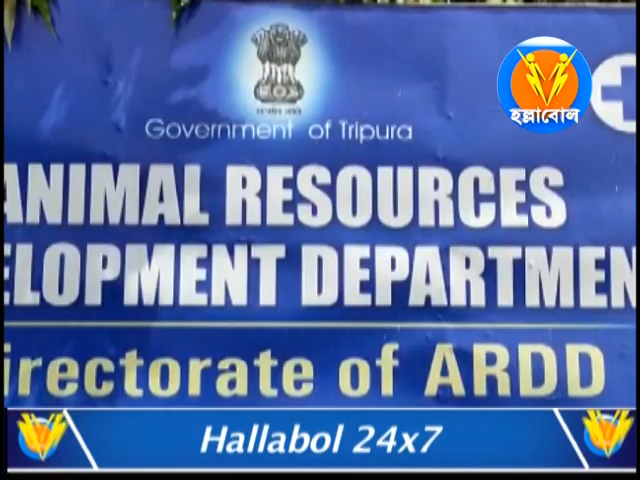 হল্লাবোল
Government of Tripura
ANIMAL RESOURCES
ELOPMENT DEPARTMEN
irectorate of ARDD
Hallabol 24x7